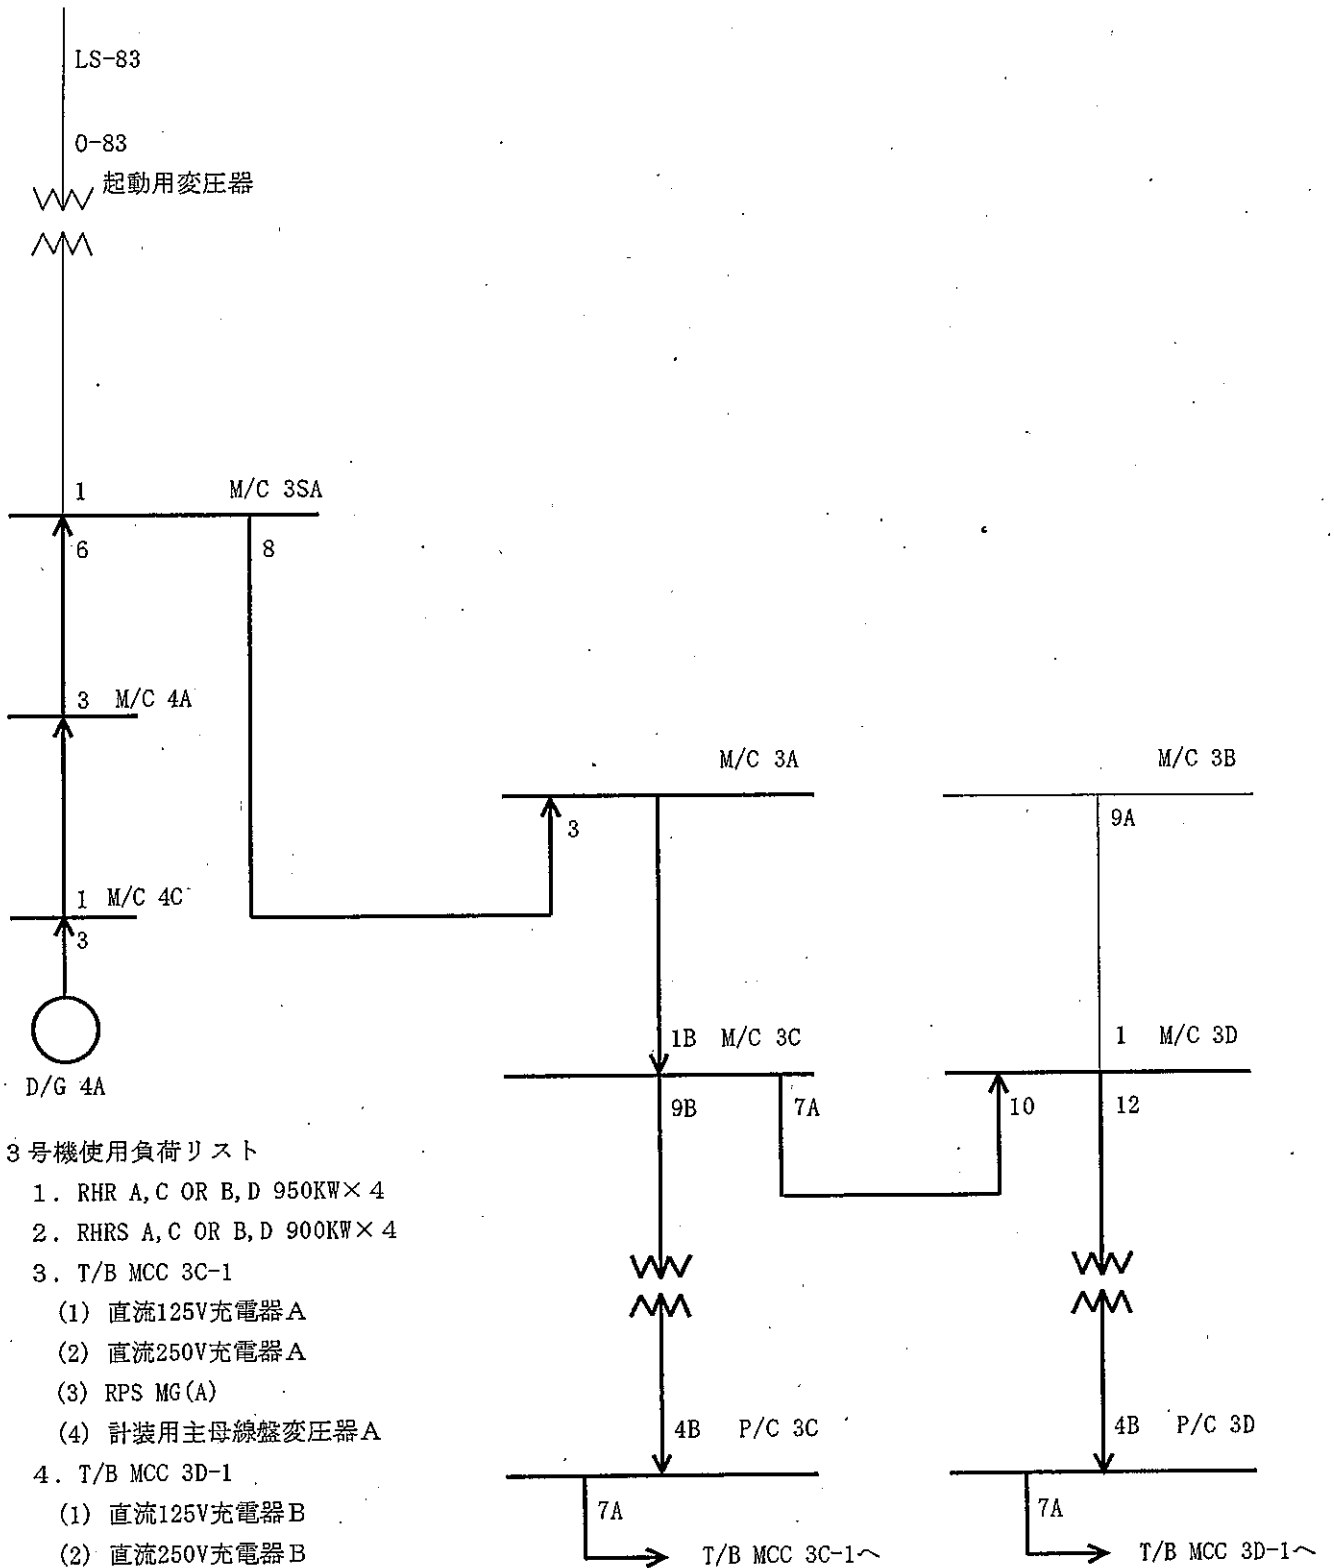 LS-83
O-83
起動用変圧器
1
M/C 3SA
6
8
3 M/C 4A
M/C 3A
M/C 3B
3
9A
1 M/C 4C
3
1B M/C 3C
1 M/C 3D
D/G 4A
9B
7A
10
12
3号機使用負荷リスト
1. RHR A,C OR B,D 950KW×4
2. RHRS A,C OR B,D 900KW×4
3. T/B MCC 3C-1
(1) 直流125V充電器A
(2) 直流250V充電器A
(3) RPS MG(A)
(4) 計装用主母線盤変圧器A
4B P/C 3C
4B P/C 3D
4. T/B MCC 3D-1
(1) 直流125V充電器B
7A
7A
(2) 直流250V充電器B
T/B MCC 3C-1～
T/B MCC 3D-1～